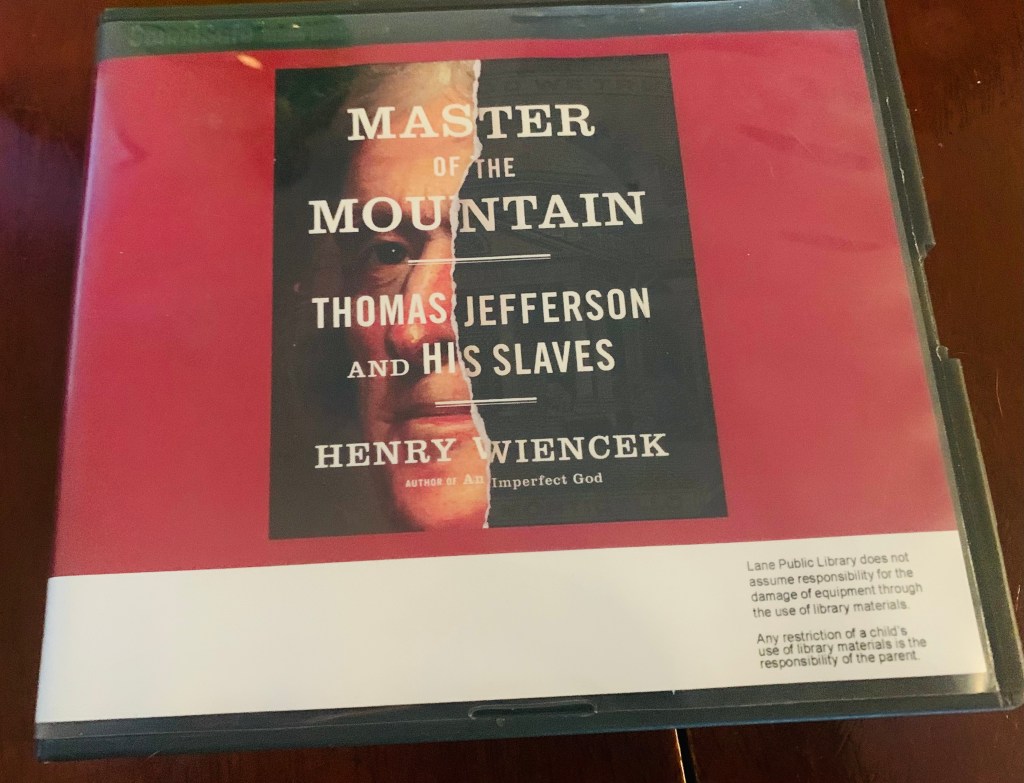 MASTER
OF THE
MOUNTAIN
THOMAS JEFFERSON
AND HIS SLAVES
HENRY WIENCEK
AUTHOR OF An Imperfect God
Lane Public Library does not
assume responsibility for the
damage of equipment through
the use of library materials.
Any restriction of a child's
use of library materials is the
responsibility of the parent.